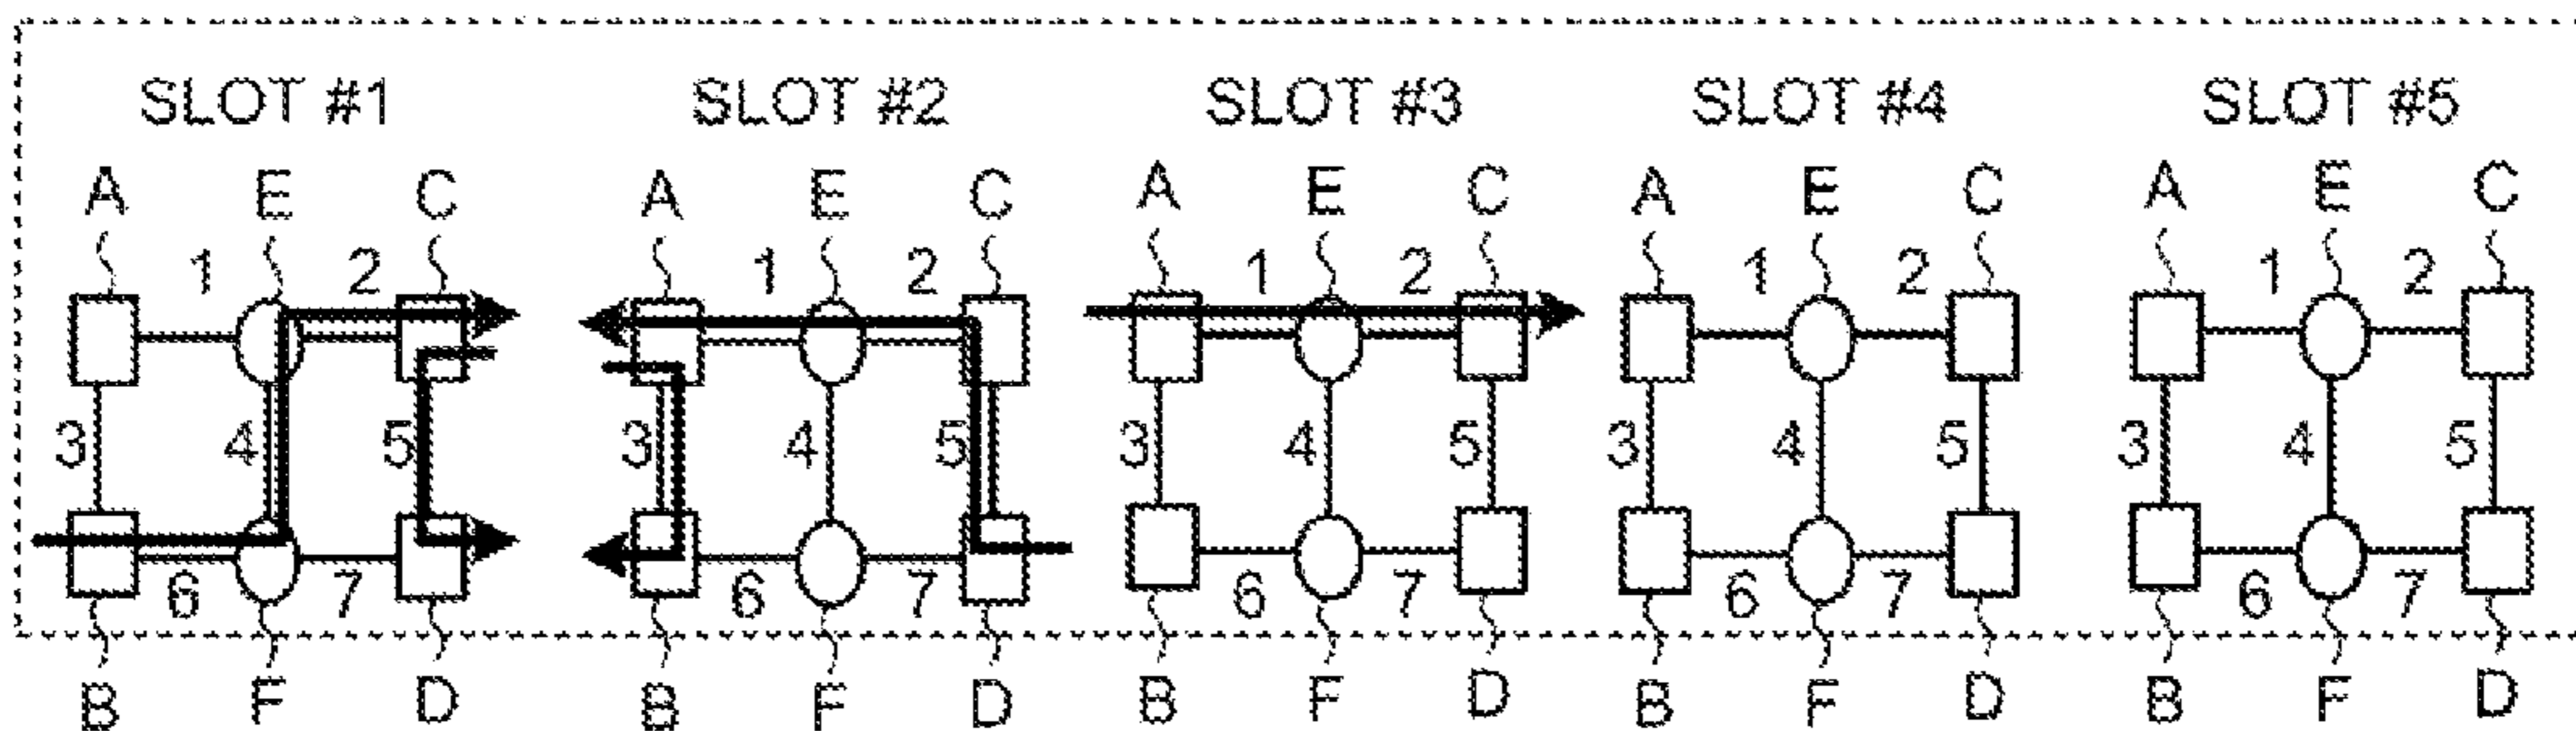 SLOT #1 SLOT #2 SLOT #3 SLOT #4 SLOT #5
A E C A E C A E C A E C A E C
1 2 1 2 1 2 1 2 1 2
3 4 5 3 4 5 3 4 5 3 4 5 3 4 5
6 7 6 7 6 7 6 7 6 7
B F D B F D B F D B F D B F D